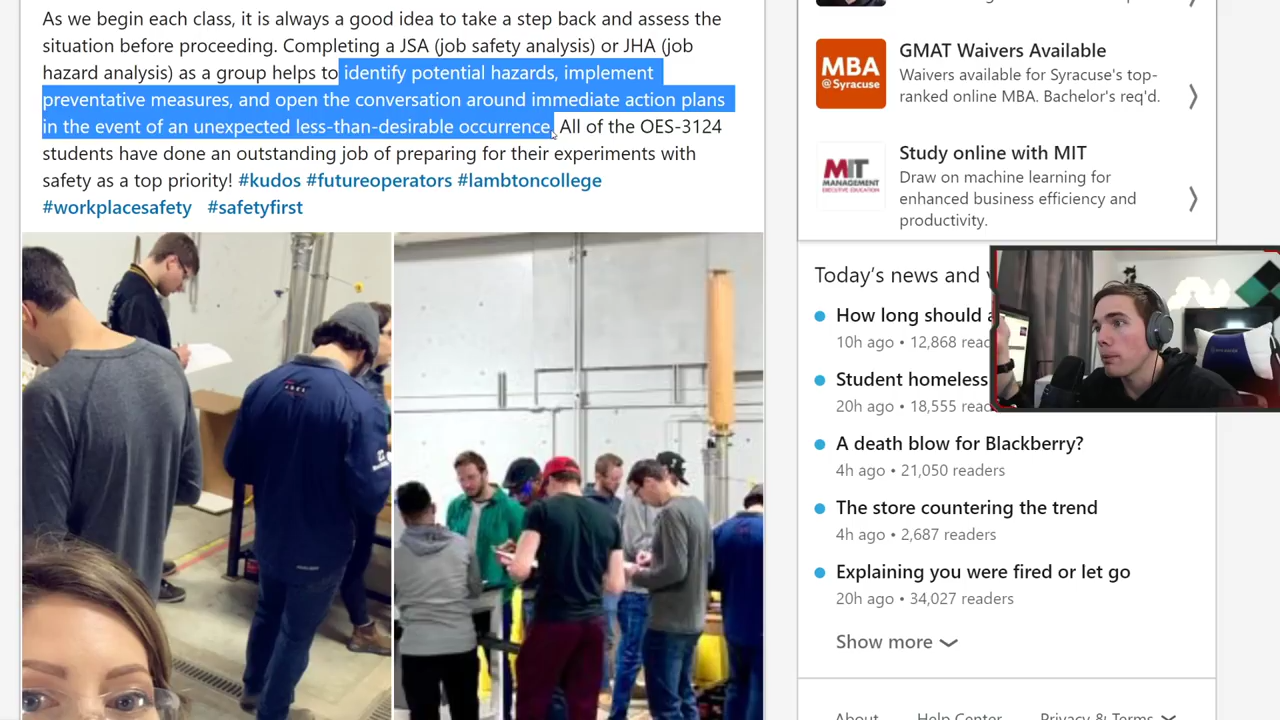 As we begin each class, it is always a good idea to take a step back and assess the
situation before proceeding. Completing a JSA (job safety analysis) or JHA (job
hazard analysis) as a group helps to identify potential hazards, implement
preventative measures, and open the conversation around immediate action plans
in the event of an unexpected less-than-desirable occurrence. All of the OES-3124
students have done an outstanding job of preparing for their experiments with
safety as a top priority! #kudos #futureoperators #lambtoncollege
#workplacesafety #safetyfirst
MBA
@Syracuse
GMAT Waivers Available
Waivers available for Syracuse's top-
ranked online MBA. Bachelor's req'd.
MIT
MANAGEMENT
EXECUTIVE EDUCATION
Study online with MIT
Draw on machine learning for
enhanced business efficiency and
productivity.
Today’s news and
How long should
10h ago • 12,868
Student homeless
20h ago • 18,555
A death blow for Blackberry?
4h ago • 21,050 readers
The store countering the trend
4h ago • 2,687 readers
Explaining you were fired or let go
20h ago • 34,027 readers
Show more
About Help Center Privacy & Terms